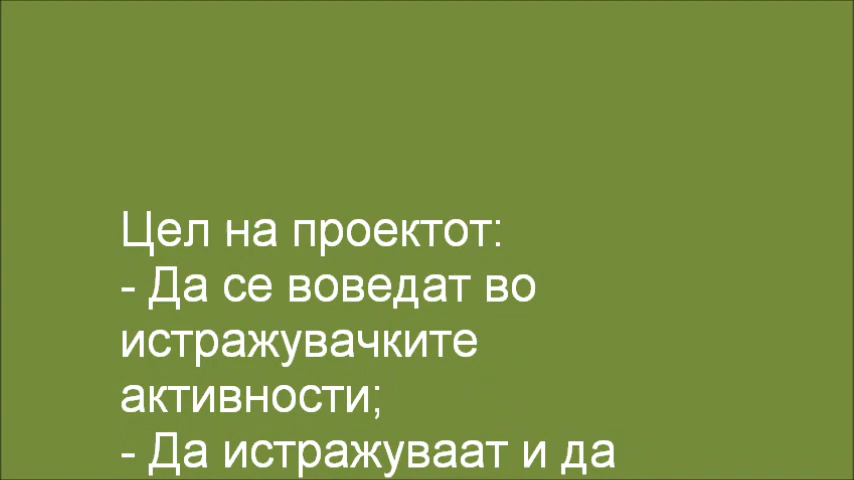 Цел на проектот:
- Да се воведат во
истражувачките
активности;
- Да истражуваат и да